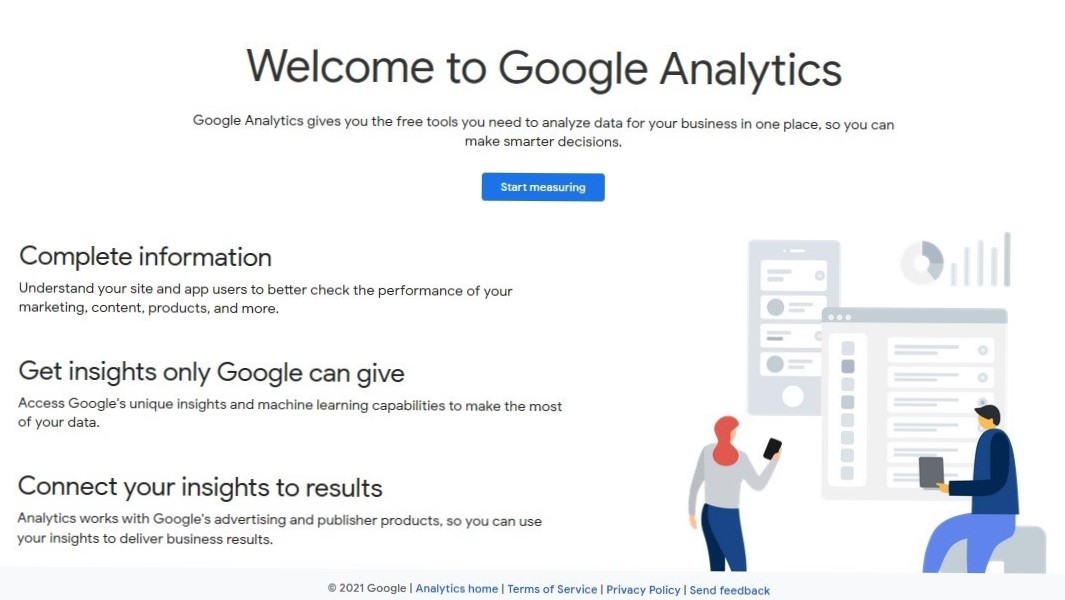 Welcome to Google Analytics
Google Analytics gives you the free tools you need to analyze data for your business in one place, so you can
make smarter decisions.
Start measuring
Complete information
Understand your site and app users to better check the performance of your
marketing, content, products, and more.
Get insights only Google can give
Access Google's unique insights and machine learning capabilities to make the most
of your data.
Connect your insights to results
Analytics works with Google's advertising and publisher products, so you can use
your insights to deliver business results.
© 2021 Google | Analytics home | Terms of Service | Privacy Policy | Send feedback